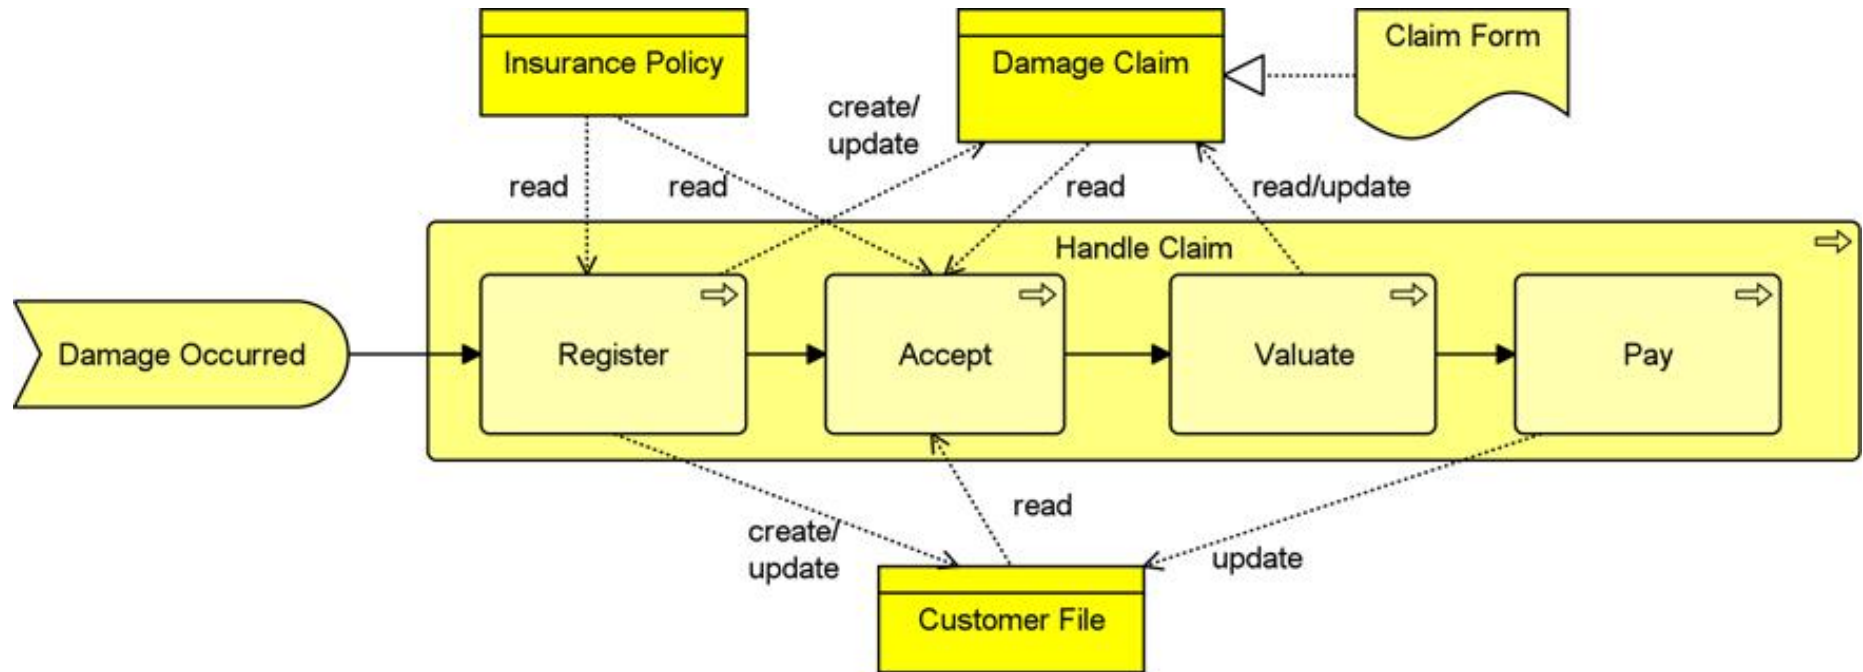 Insurance Policy
Damage Claim
Claim Form
create/
update
read
read
read
read/update
Handle Claim
Damage Occurred
Register
Accept
Valuate
Pay
create/
update
read
update
Customer File